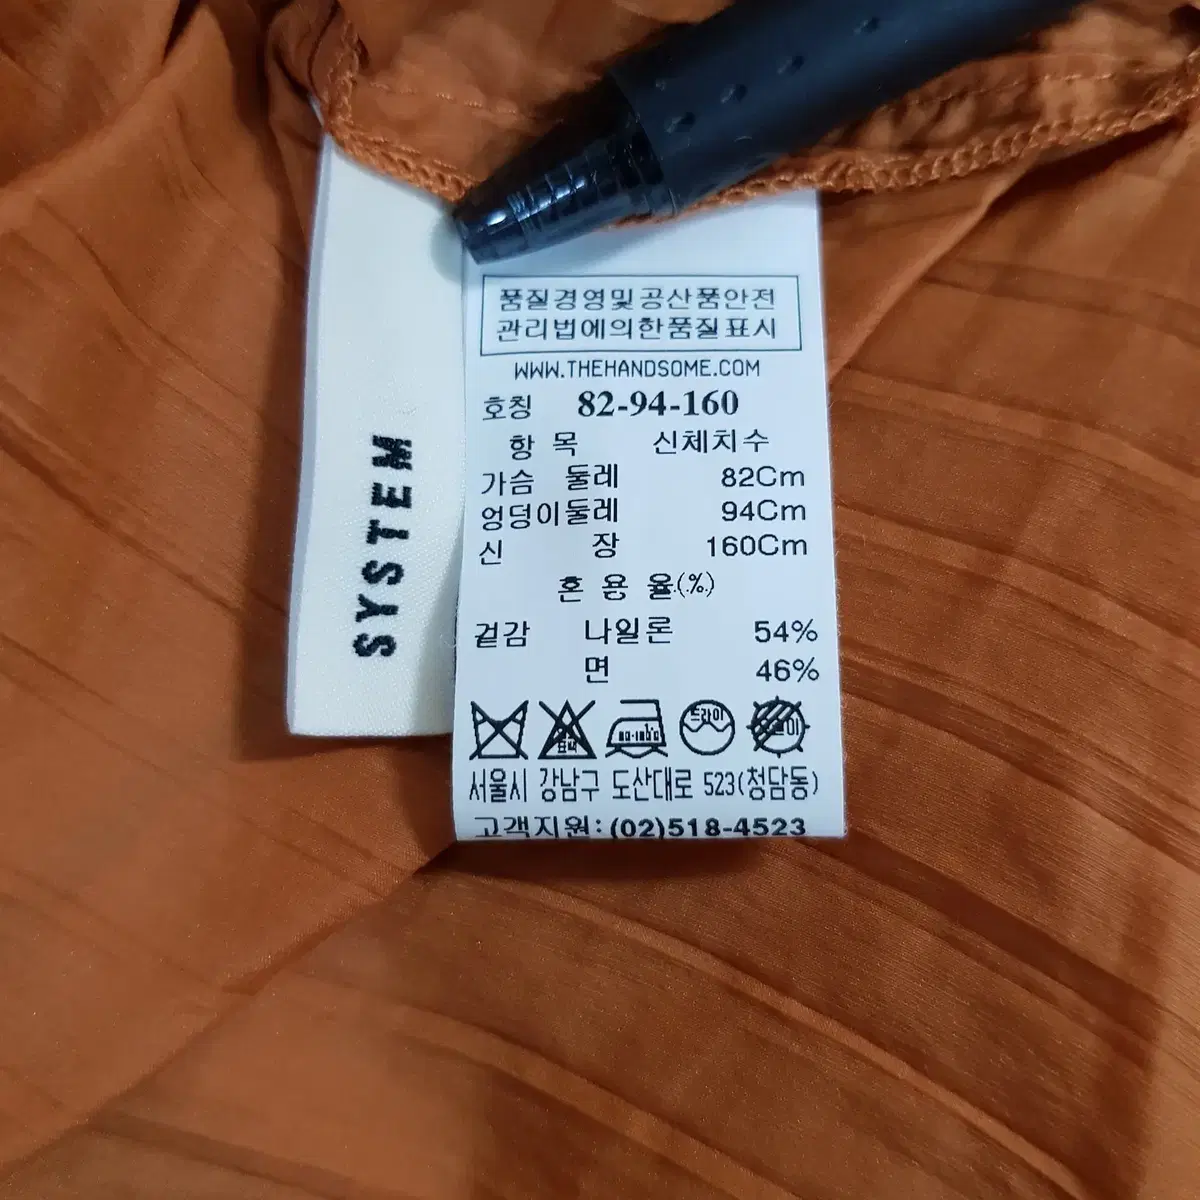 SYSTEM
품질경영및공산품안전
관리법에의한품질표시
WWW.THEHANDSOME.COM
호칭 82-94-160
항 목 신체치수
가슴 둘레 82Cm
엉덩이둘레 94Cm
신 장 160Cm
혼 용 율(%)
겉감 나일론 54%
면 46%
드라이
서울시 강남구 도산대로 523(청담동)
고객지원: (02)518-4523